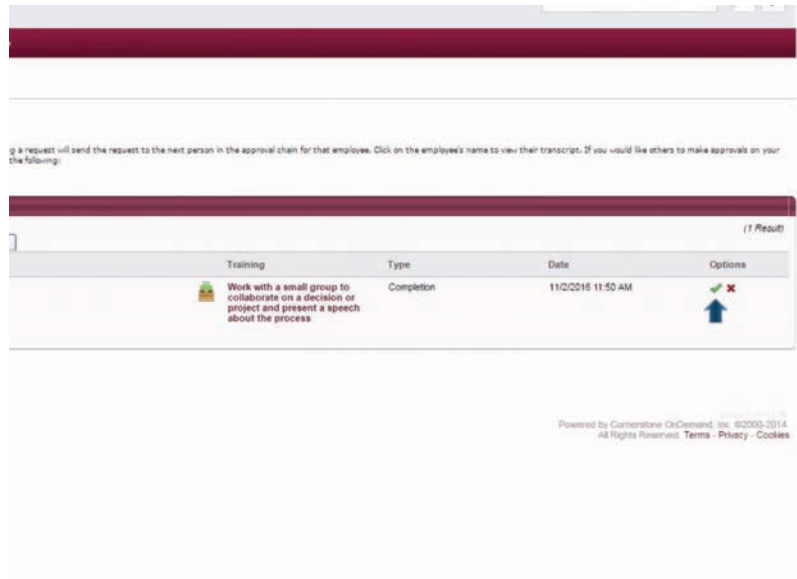 g a request will send the request to the next person in the approval chain for that employee. Click on the employee's name to view their transcript. If you would like others to make approvals on your
the following:
(1 Result)
Training Type Date Options
Work with a small group to Completion 11/2/2016 11:50 AM
collaborate on a decision or
project and present a speech
about the process
Powered by Cornerstone OnDemand, Inc. ©2000-2014
All Rights Reserved. Terms - Privacy - Cookies